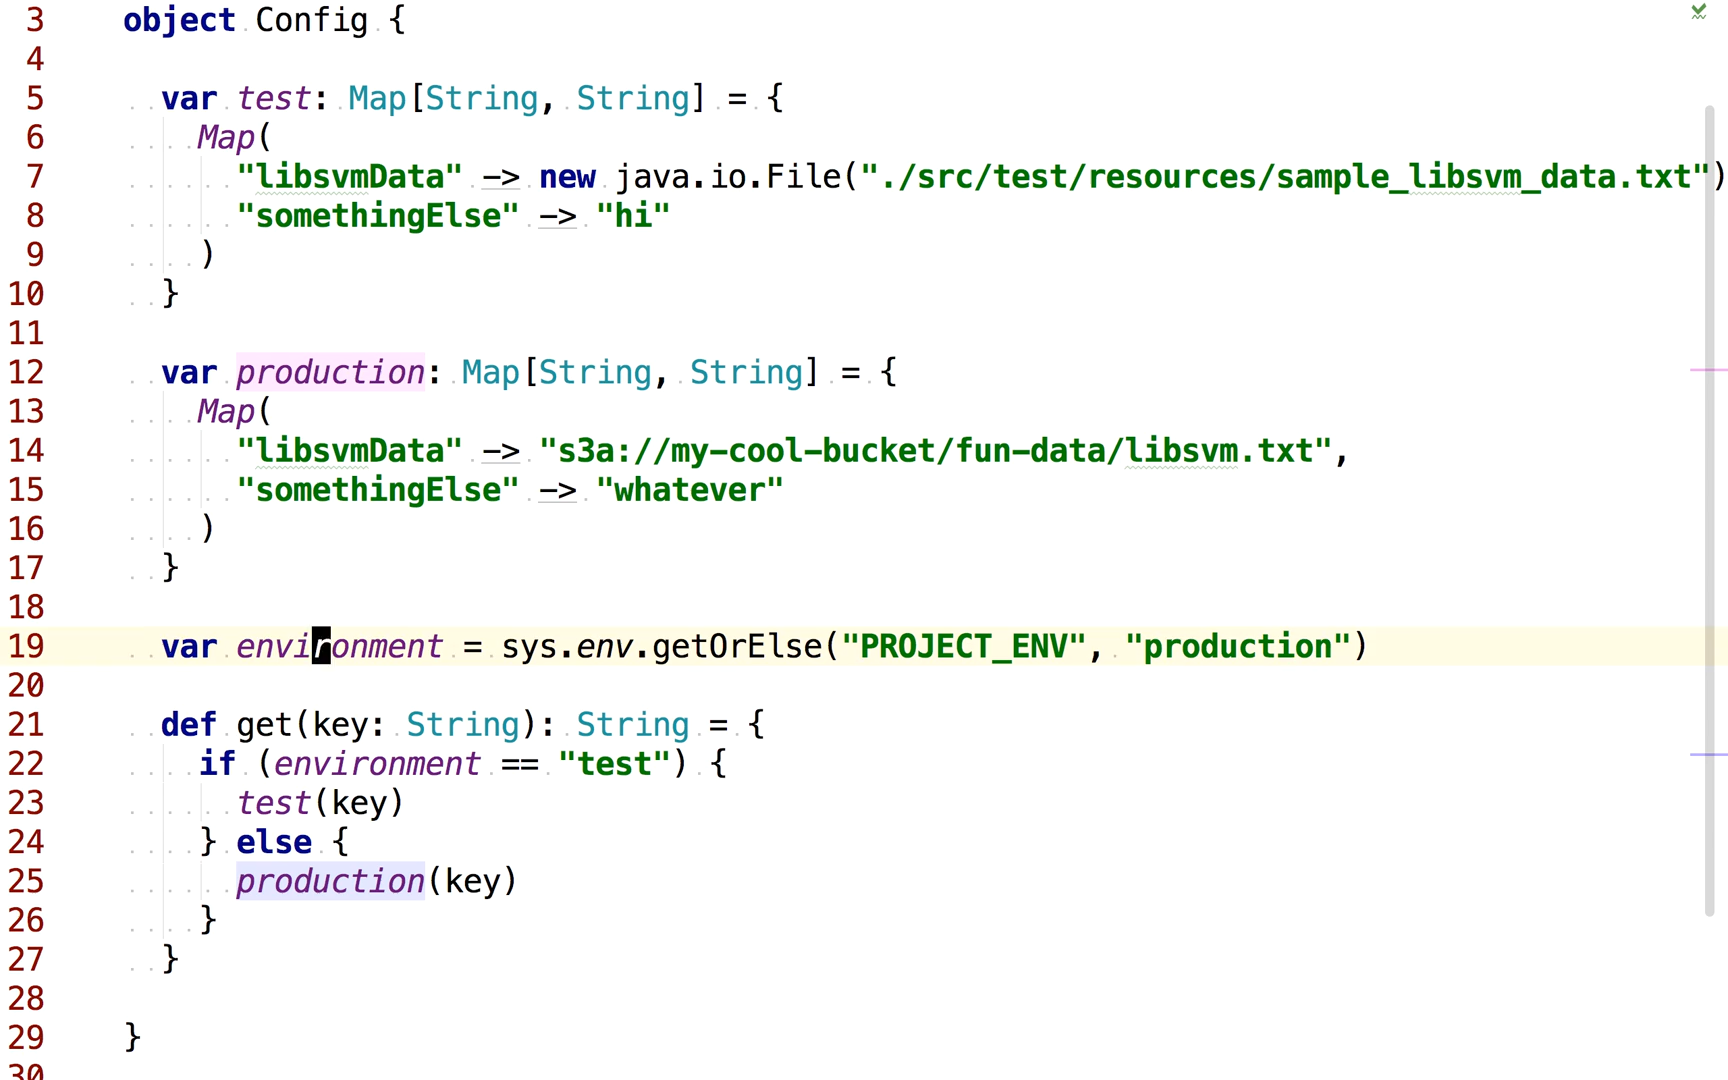 3 object Config {
4
5 var test: Map[String, String] = {
6 Map(
7 "libsvmData" -> new java.io.File("./src/test/resources/sample_libsvm_data.txt")
8 "somethingElse" -> "hi"
9 )
10 }
11
12 var production: Map[String, String] = {
13 Map(
14 "libsvmData" -> "s3a://my-cool-bucket/fun-data/libsvm.txt",
15 "somethingElse" -> "whatever"
16 )
17 }
18
19 var environment = sys.env.getOrElse("PROJECT_ENV", "production")
20
21 def get(key: String): String = {
22 if (environment == "test") {
23 test(key)
24 } else {
25 production(key)
26 }
27 }
28
29 }
30